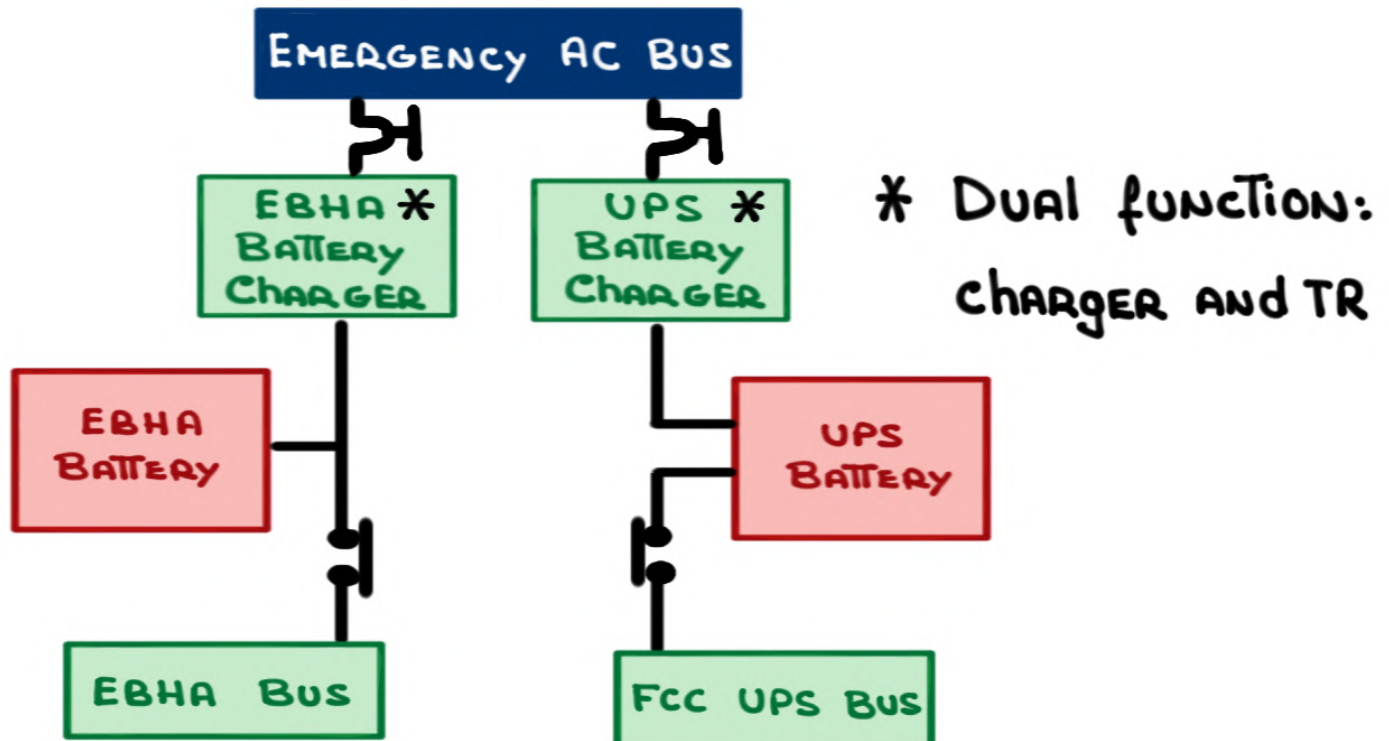 EMERGENCY AC BUS
EBHA *
BATTERY
CHARGER
UPS *
BATTERY
CHARGER
* DUAL fUNCTION:
CHARGER AND TR
EBHA
BATTERY
UPS
BATTERY
EBHA BUS
FCC UPS BUS